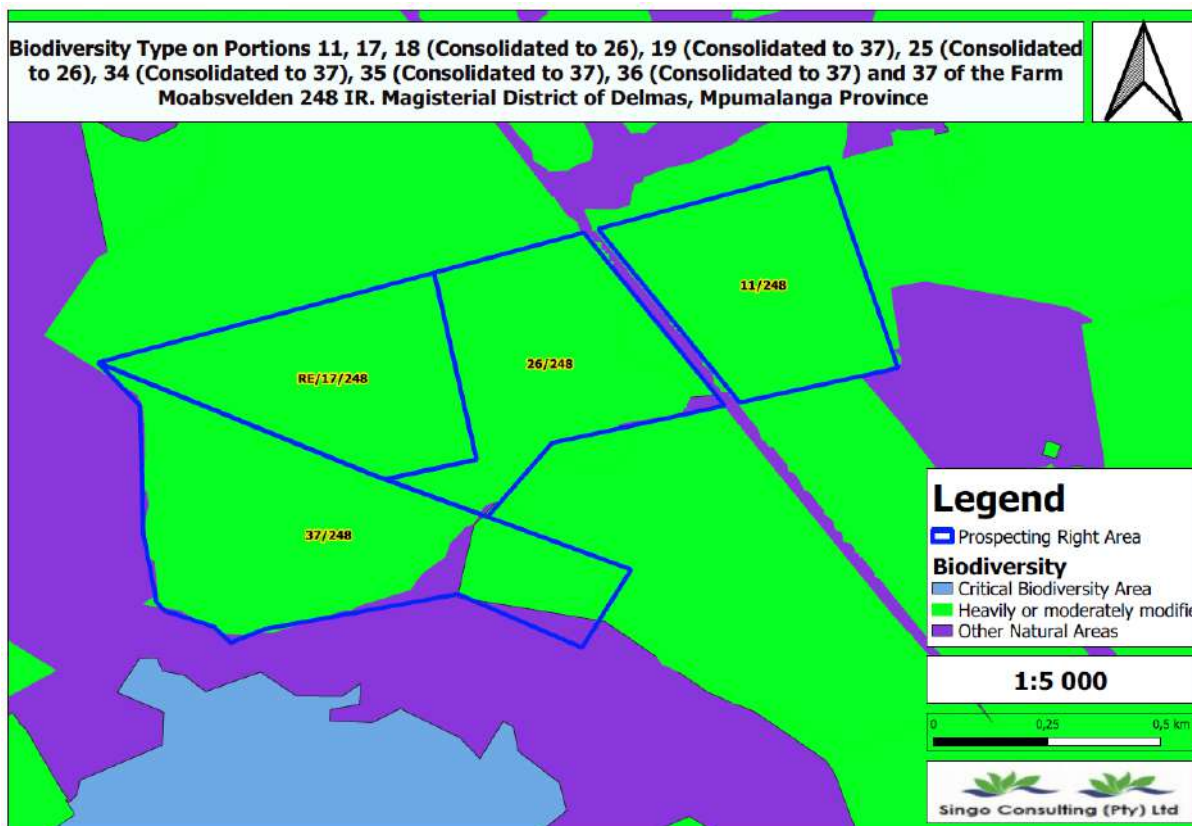 Biodiversity Type on Portions 11, 17, 18 (Consolidated to 26), 19 (Consolidated to 37), 25 (Consolidated
to 26), 34 (Consolidated to 37), 35 (Consolidated to 37), 36 (Consolidated to 37) and 37 of the Farm
Moabsvelden 248 IR. Magisterial District of Delmas, Mpumalanga Province
11/248
26/248
RE/17/248
37/248
Legend
Prospecting Right Area
Biodiversity
Critical Biodiversity Area
Heavily or moderately modifie
Other Natural Areas
1:5 000
0 0,25 0,5 km
Singo Consulting (Pty) Ltd